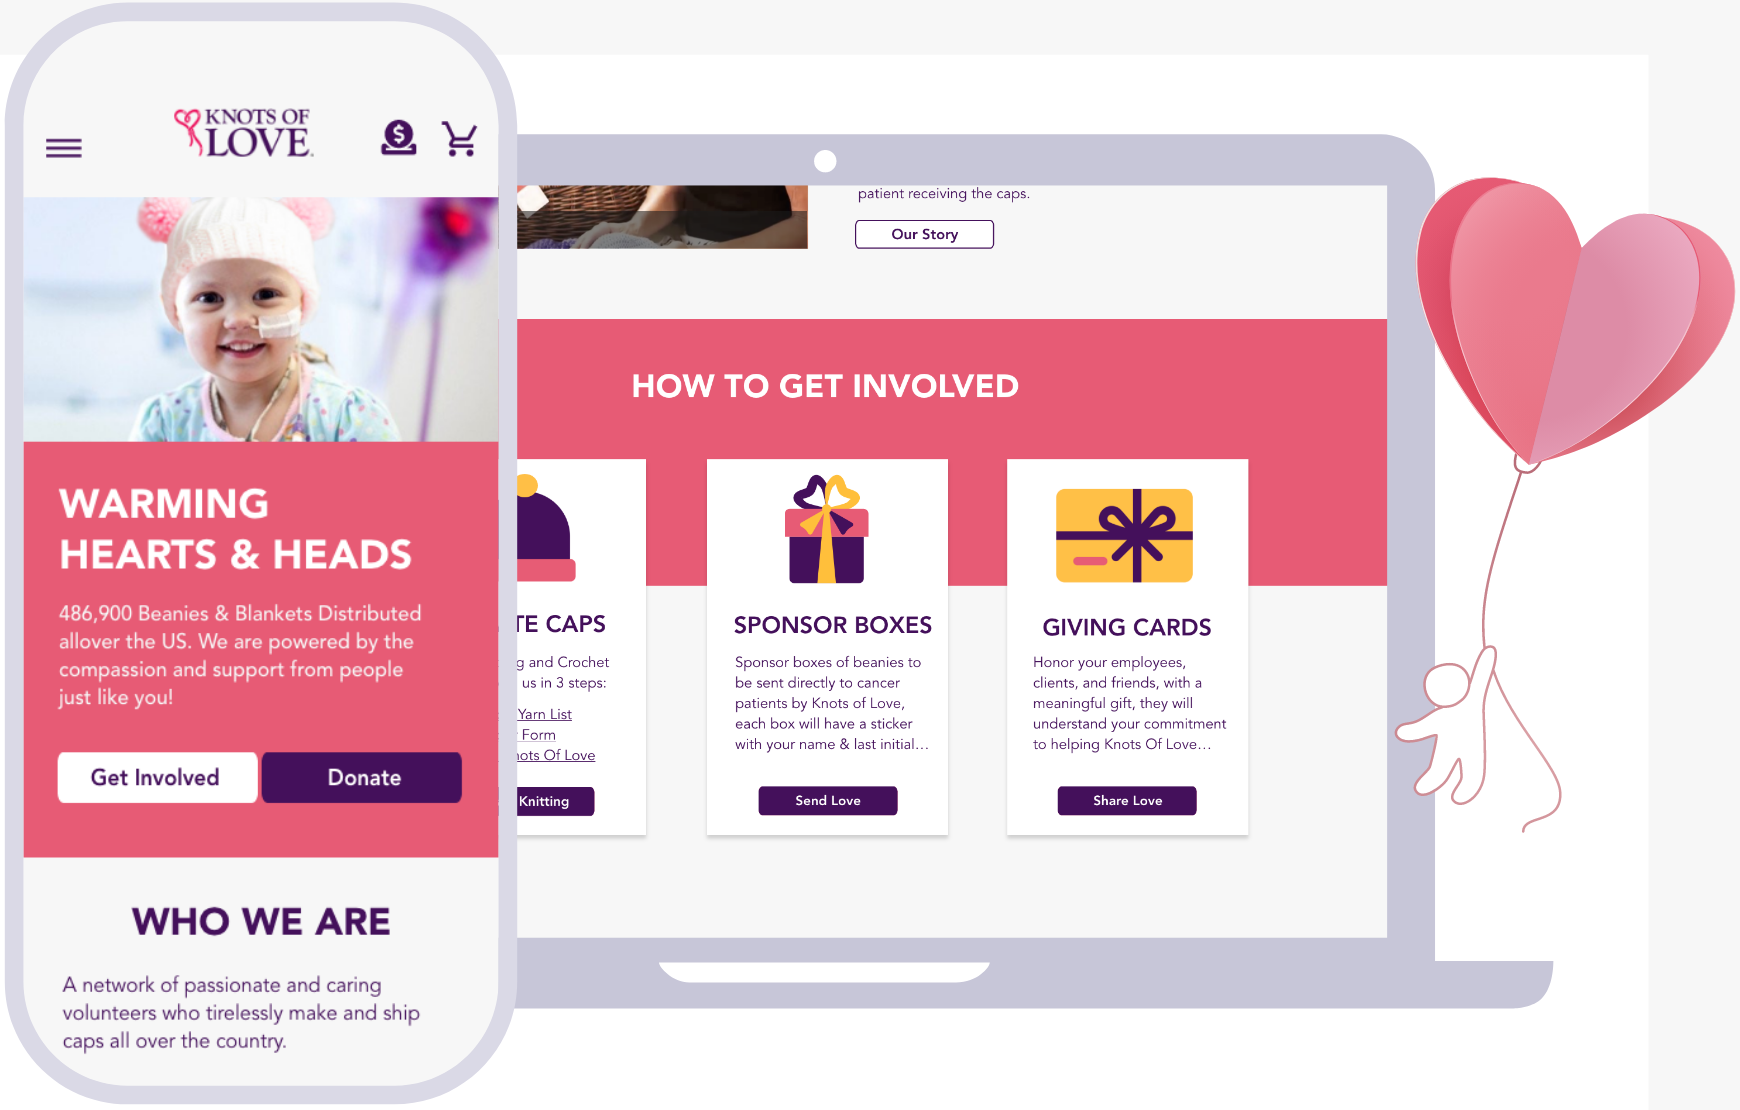 KNOTS OF
LOVE
$
WARMING
HEARTS & HEADS
486,900 Beanies & Blankets Distributed
allover the US. We are powered by the
compassion and support from people
just like you!
Get Involved
Donate
WHO WE ARE
A network of passionate and caring
volunteers who tirelessly make and ship
caps all over the country.
patient receiving the caps.
Our Story
HOW TO GET INVOLVED
CAPS
and Crochet
us in 3 steps:
Yarn List
Form
Of Love
Knitting
SPONSOR BOXES
Sponsor boxes of beanies to
be sent directly to cancer
patients by Knots of Love,
each box will have a sticker
with your name & last initial...
Send Love
GIVING CARDS
Honor your employees,
clients, and friends, with a
meaningful gift, they will
understand your commitment
to helping Knots Of Love...
Share Love